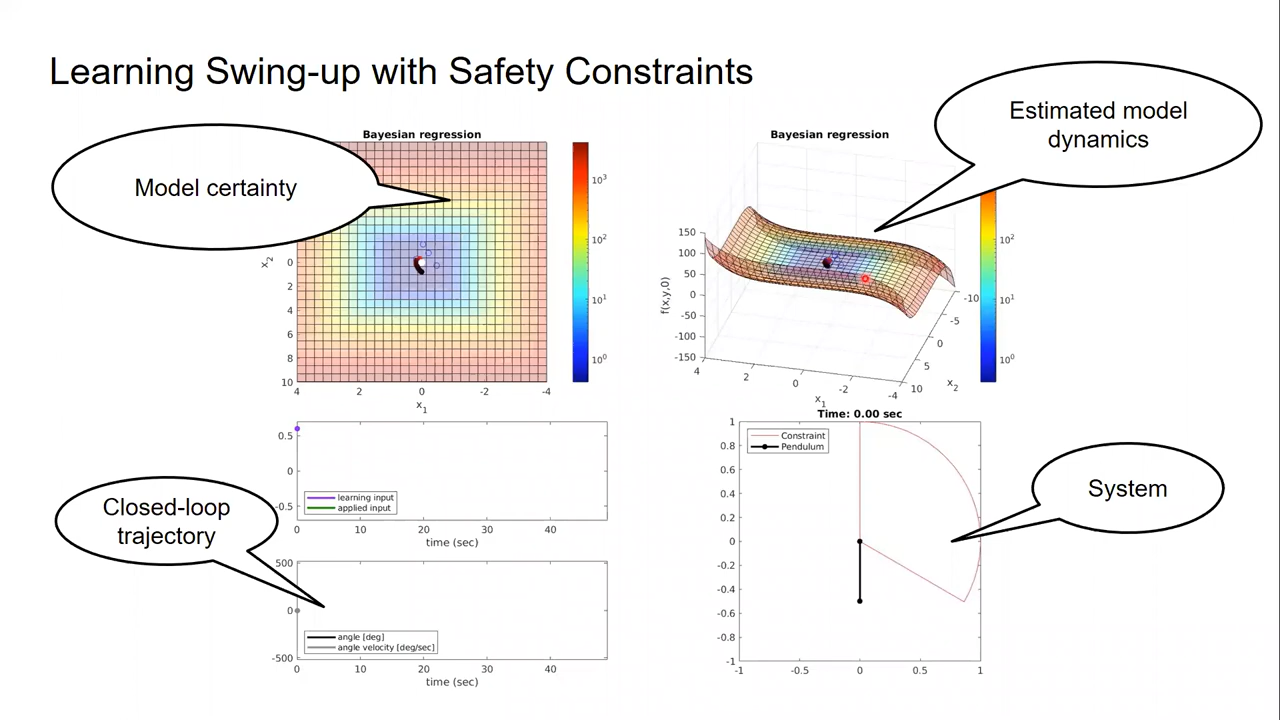 Learning Swing-up with Safety Constraints
Model certainty
Bayesian regression
x2
0
2
4
6
8
10
4
2
0
-2
-4
x1
10^3
10^2
10^1
10^0
Bayesian regression
Estimated model
dynamics
f(x,y,0)
150
100
50
0
-50
-100
-150
4
2
0
-2
-4
x1
-10
-5
0
5
10
x2
10^2
10^1
10^0
0.5
0
-0.5
learning input
applied input
0
10
20
30
40
time (sec)
Closed-loop
trajectory
500
0
-500
angle [deg]
angle velocity [deg/sec]
0
10
20
30
40
time (sec)
Time: 0.00 sec
Constraint
Pendulum
1
0.8
0.6
0.4
0.2
0
-0.2
-0.4
-0.6
-0.8
-1
-1
-0.5
0
0.5
1
System